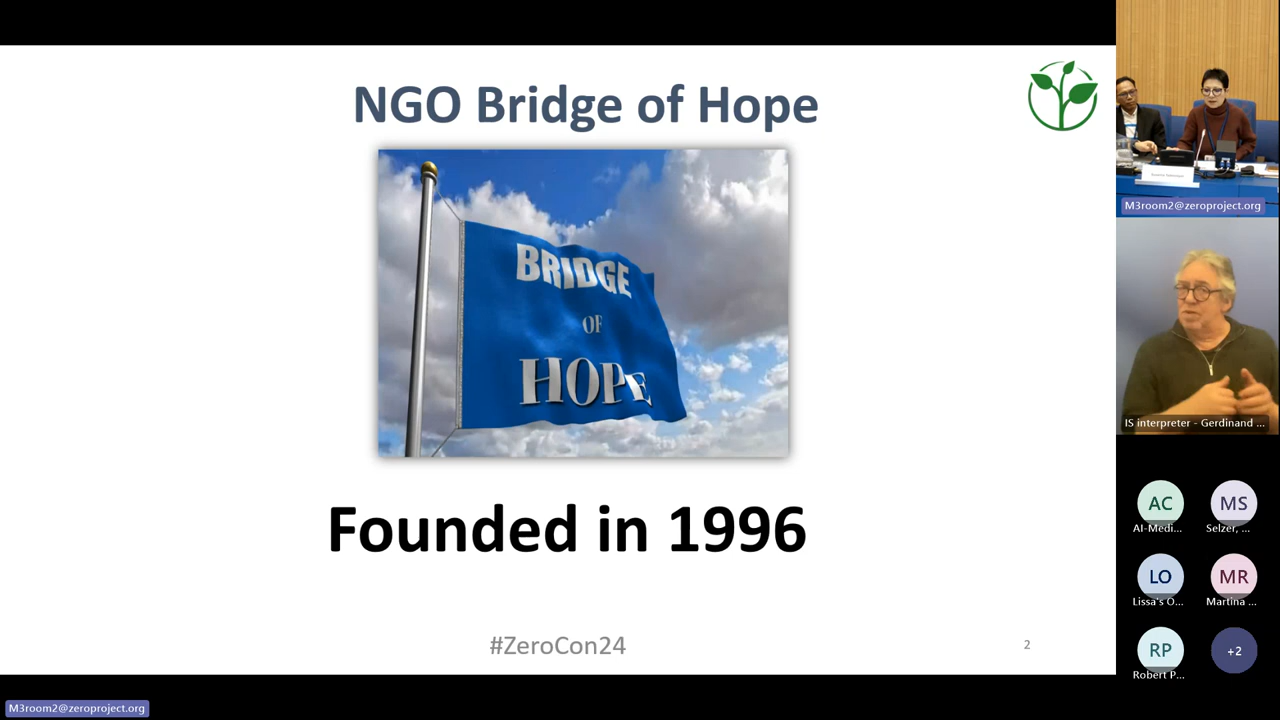 NGO Bridge of Hope
BRIDGE
OF
HOPE
Founded in 1996
#ZeroCon24
2
M3room2@zeroproject.org
M3room2@zeroproject.org
IS interpreter - Gerdinand ...
AC
AI-Medi...
MS
Selzer, ...
LO
Lissa's O...
MR
Martina ...
RP
Robert P...
+2